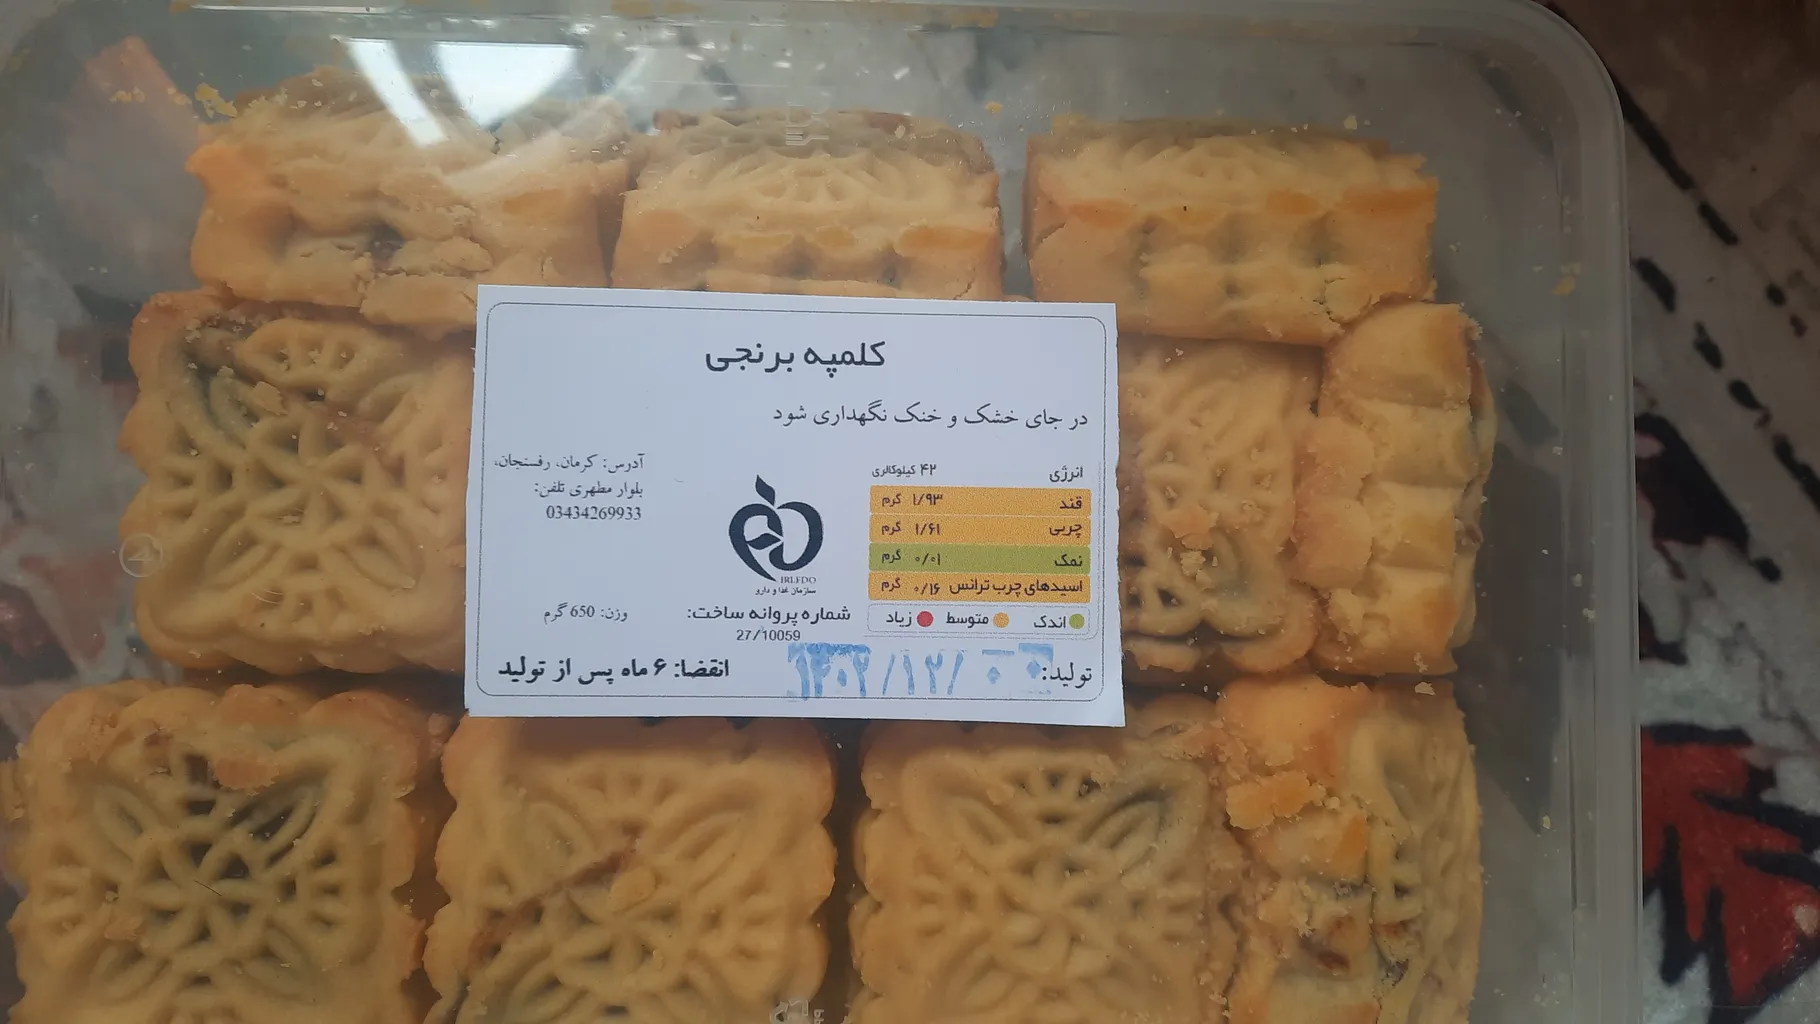 کلمپه برنجی
در جای خشک و خنک نگهداری شود
انرژی ۴۲ کیلوکالری
قند ۱/۹۳ گرم
چربی ۱/۶۱ گرم
نمک ۰/۰۱ گرم
اسیدهای چرب ترانس ۰/۱۶ گرم
اندک متوسط زیاد
IRI.FDO
سازمان غذا و دارو
شماره پروانه ساخت:
27/10059
آدرس: کرمان، رفسنجان،
بلوار مطهری تلفن:
03434269933
وزن: 650 گرم
تولید: ۱۴۰۲/۱۲/
انقضا: ۶ ماه پس از تولید